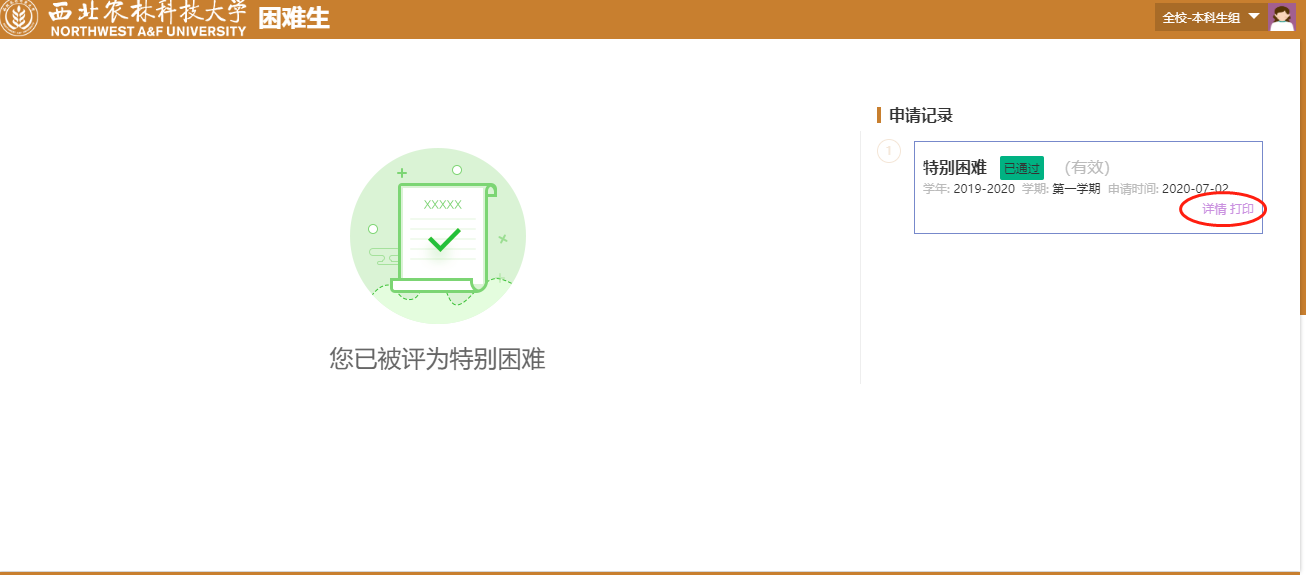 西北农林科技大学 困难生
NORTHWEST A&F UNIVERSITY
全校-本科生组
申请记录
1
特别困难 已通过 (有效)
学年: 2019-2020 学期: 第一学期 申请时间: 2020-07-02
详情 打印
XXXXX
您已被评为特别困难